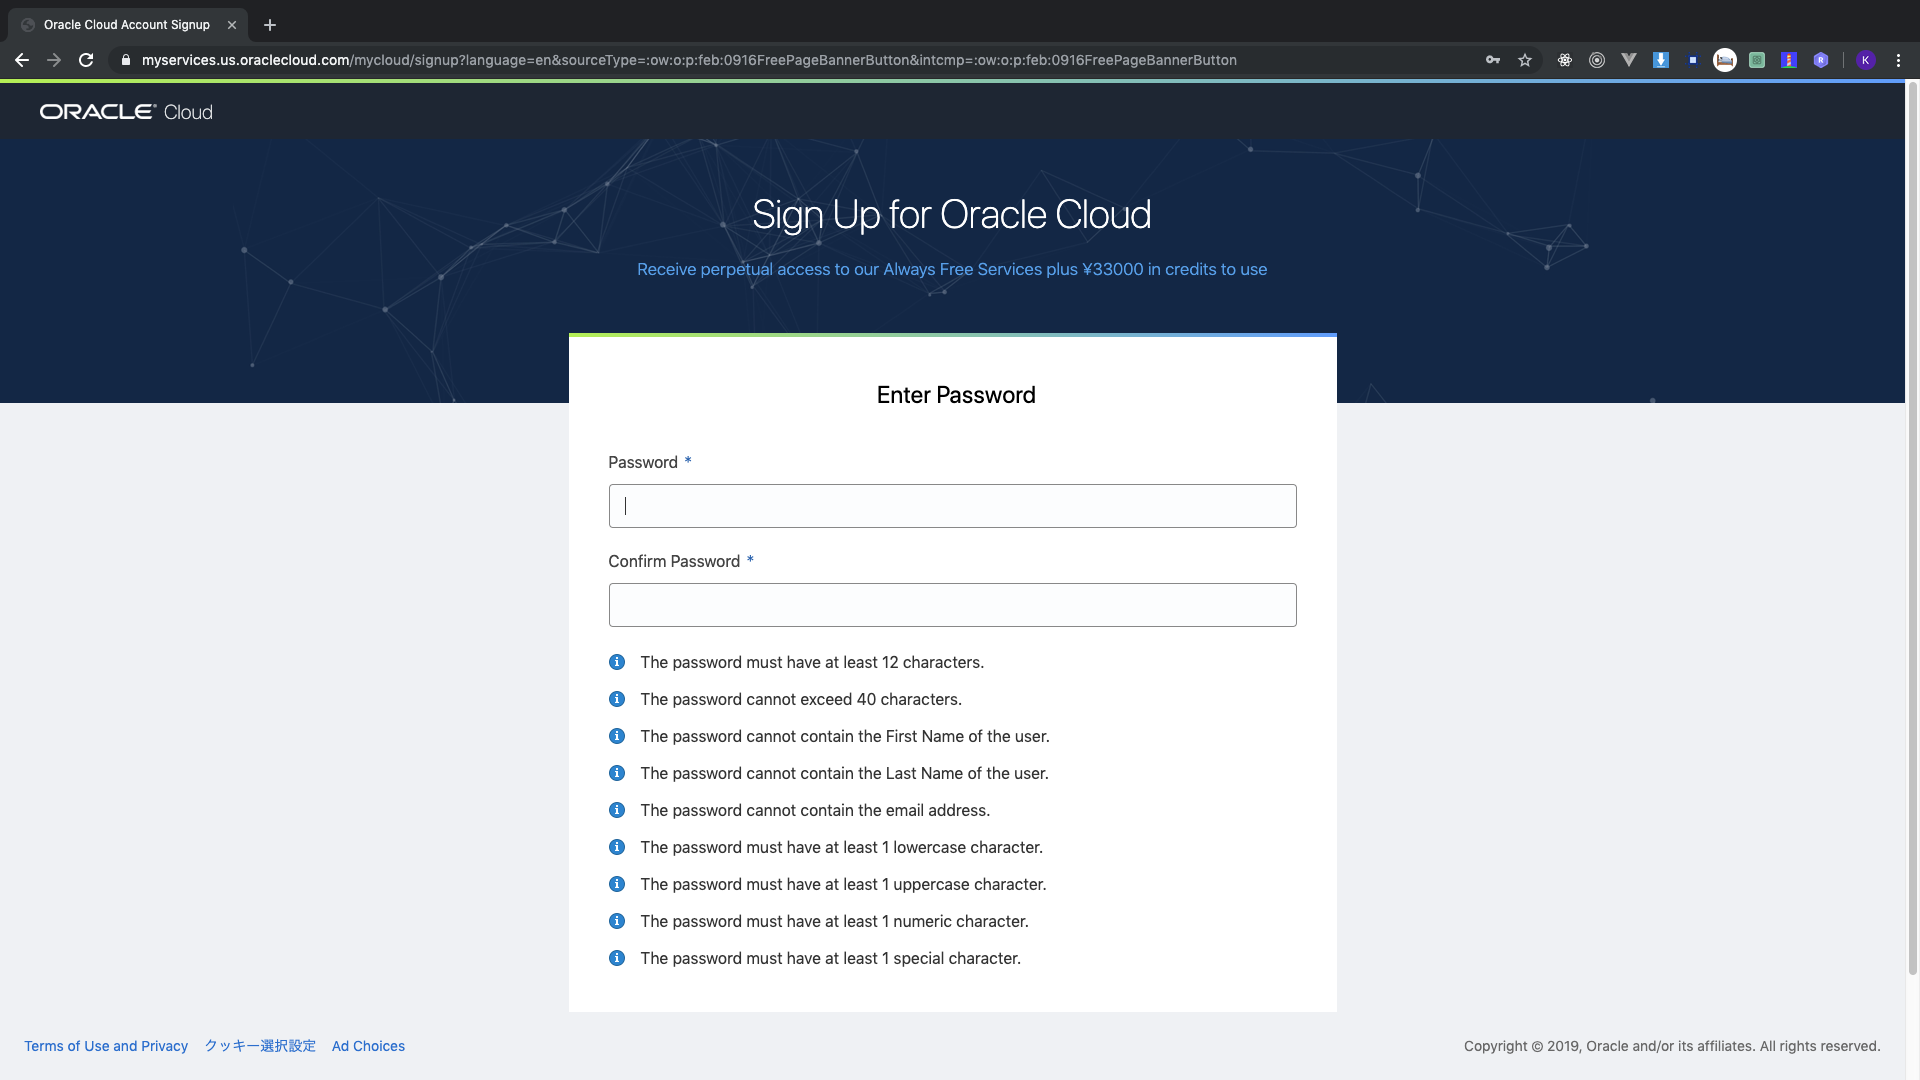 Oracle Cloud Account Signup
myservices.us.oraclecloud.com/mycloud/signup?language=en&sourceType=:ow:o:p:feb:0916FreePageBannerButton&intcmp=:ow:o:p:feb:0916FreePageBannerButton
K
ORACLE Cloud
Sign Up for Oracle Cloud
Receive perpetual access to our Always Free Services plus ¥33000 in credits to use
Enter Password
Password *
Confirm Password *
The password must have at least 12 characters.
The password cannot exceed 40 characters.
The password cannot contain the First Name of the user.
The password cannot contain the Last Name of the user.
The password cannot contain the email address.
The password must have at least 1 lowercase character.
The password must have at least 1 uppercase character.
The password must have at least 1 numeric character.
The password must have at least 1 special character.
Terms of Use and Privacy クッキー選択設定 Ad Choices
Copyright © 2019, Oracle and/or its affiliates. All rights reserved.